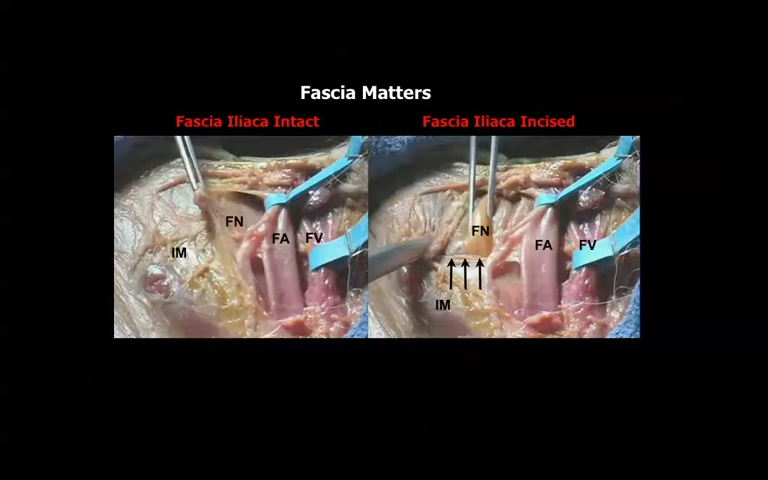 Fascia Matters
Fascia Iliaca Intact
Fascia Iliaca Incised
FN
FA
FV
IM
FN
FA
FV
IM